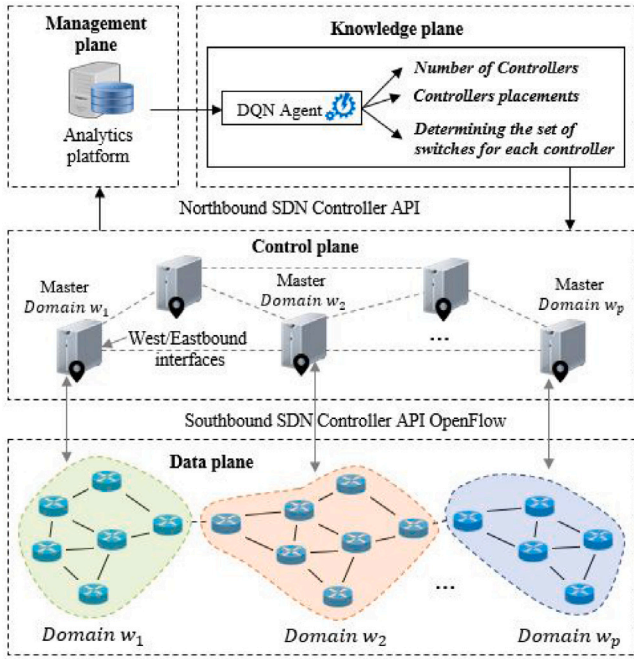 Management
plane
Analytics
platform
Knowledge plane
DQN Agent
Number of Controllers
Controllers placements
Determining the set of
switches for each controller
Northbound SDN Controller API
Control plane
Master
Domain w₁
Master
Domain w₂
Master
Domain wₚ
West/Eastbound
interfaces
...
Southbound SDN Controller API OpenFlow
Data plane
...
Domain w₁
Domain w₂
Domain wₚ